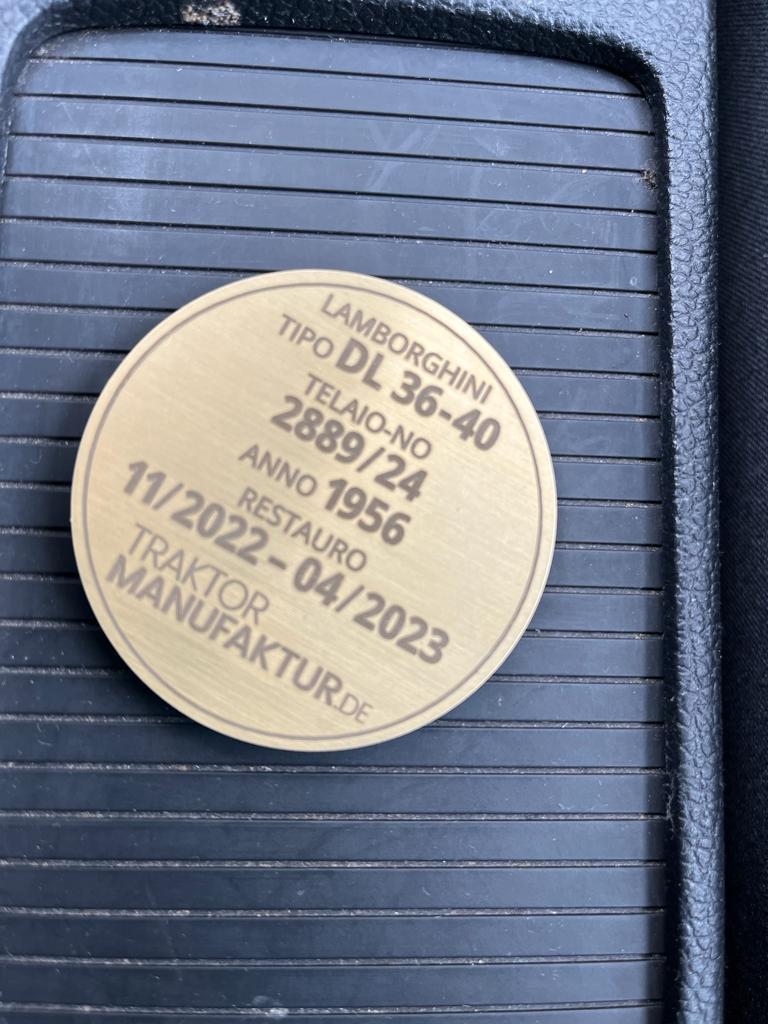 LAMBORGHINI
TIPO DL 36-40
TELAIO-NO
2889/24
ANNO 1956
RESTAURO
11/2022 - 04/2023
TRAKTOR
MANUFAKTUR.DE